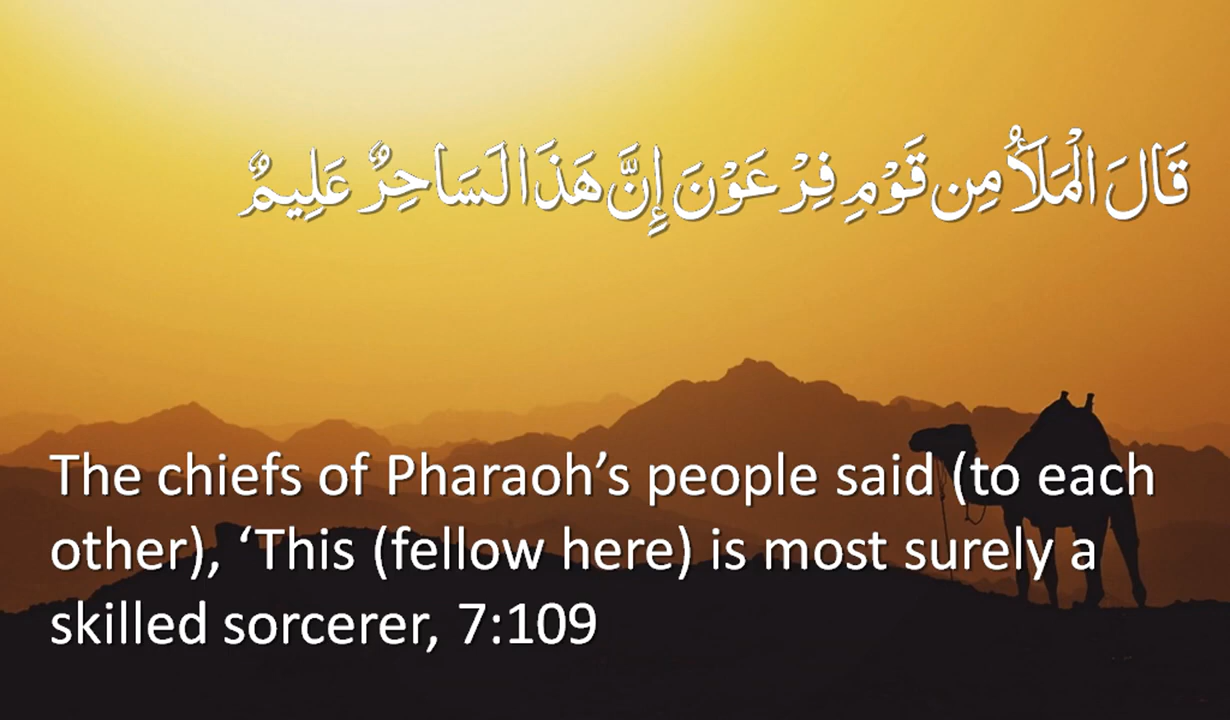 قَالَ الْمَلَأُ مِن قَوْمِ فِرْعَوْنَ إِنَّ هَذَا لَسَاحِرٌ عَلِيمٌ
The chiefs of Pharaoh’s people said (to each
other), ‘This (fellow here) is most surely a
skilled sorcerer, 7:109